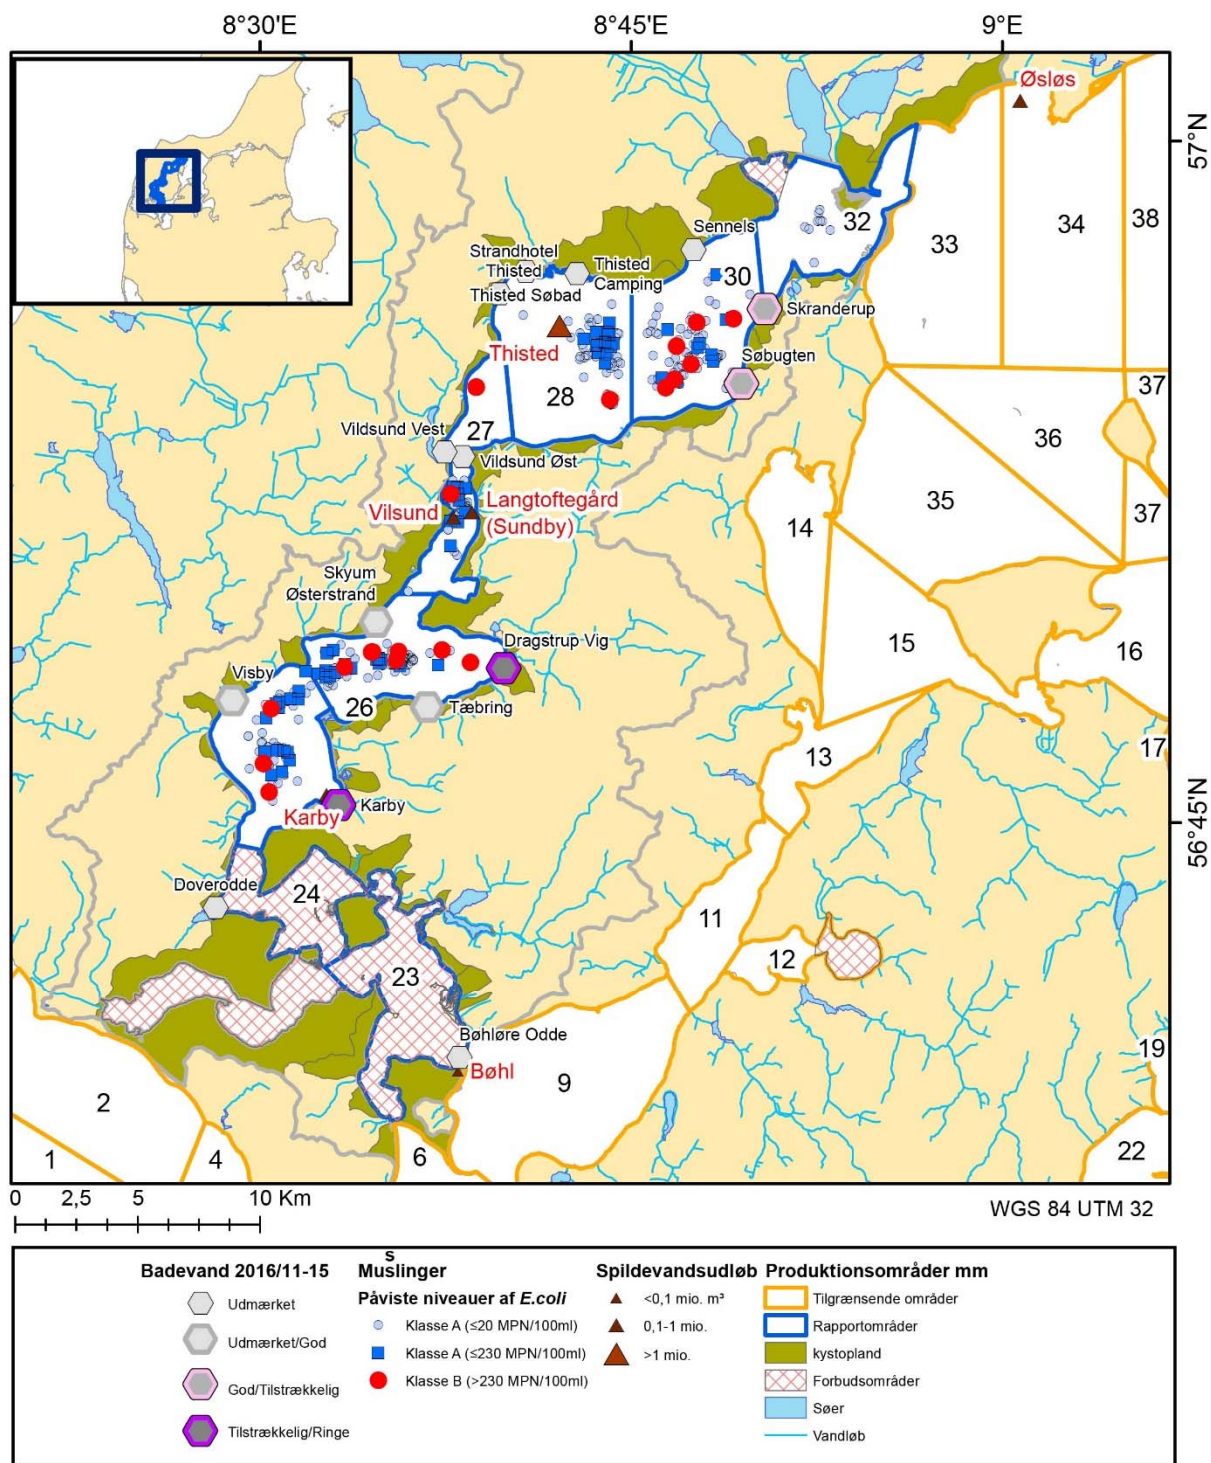 8°30'E
8°45'E
9°E
Øsløs
57°N
38
34
33
32
Sennels
Strandhotel
Thisted
Thisted
Camping
30
Thisted Søbad
Skranderup
Thisted
Søbugten
28
37
36
Vildsund Vest
27
Vildsund Øst
35
Langtoftegård
(Sundby)
Vilsund
14
37
Skyum
Østerstrand
Dragstrup Vig
15
16
Visby
26
Tæbring
17
13
Karby
Karby
56°45'N
Doverodde
24
11
12
23
Bøhløre Odde
Bøhl
19
9
2
22
1
4
6
0
2,5
5
10 Km
WGS 84 UTM 32
Badevand 2016/11-15
Udmærket
Udmærket/God
God/Tilstrækkelig
Tilstrækkelig/Ringe
s
Muslinger
Påviste niveauer af E.coli
Klasse A (≤20 MPN/100ml)
Klasse A (≤230 MPN/100ml)
Klasse B (>230 MPN/100ml)
Spildevandsudløb
<0,1 mio. m³
0,1-1 mio.
>1 mio.
Produktionsområder mm
Tilgrænsende områder
Rapportområder
kystopland
Forbudsområder
Søer
Vandløb